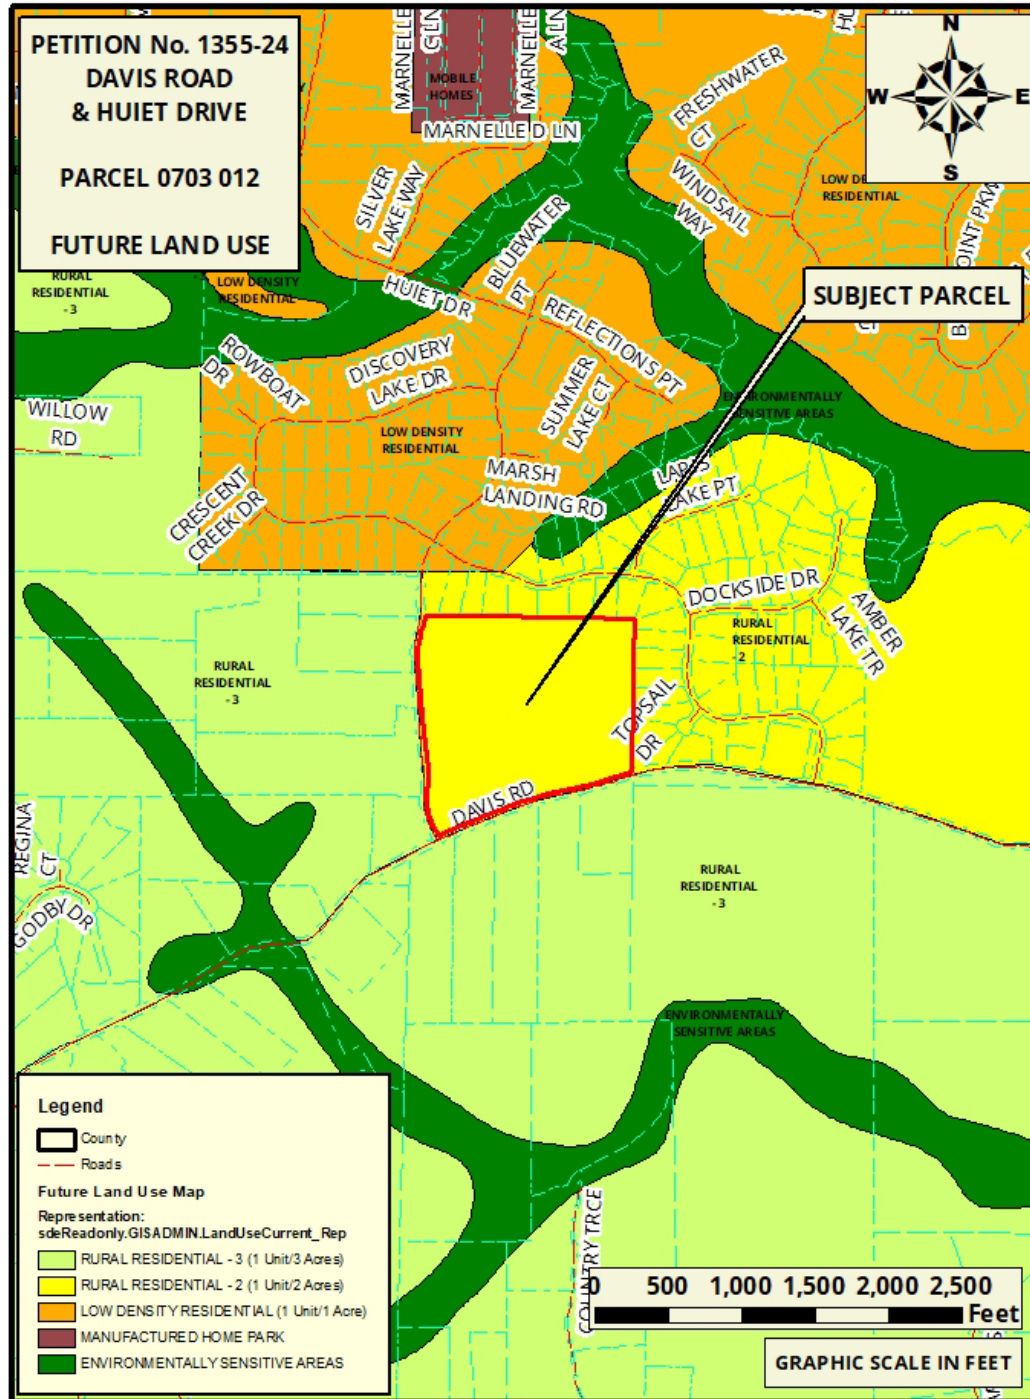 PETITION No. 1355-24
DAVIS ROAD
& HUIET DRIVE
PARCEL 0703 012
FUTURE LAND USE
MARNELLE
C LN
MARNELLE
A LN
MOBILE
HOMES
MARNELLE D LN
FRESHWATER
CT
WINDSAIL
WAY
N
W
E
S
RESIDENTIAL
SILVER
LAKE WAY
BLUEWATER
PT
RURAL
RESIDENTIAL
- 3
LOW DENSITY
RESIDENTIAL
HUIET DR
REFLECTIONS PT
SUBJECT PARCEL
ROWBOAT
DR
DISCOVERY
LAKE DR
SUMMER
LAKE CT
ENVIRONMENTALLY
SENSITIVE AREAS
WILLOW
RD
LOW DENSITY
RESIDENTIAL
MARSH
LANDING RD
LAKE PT
CRESCENT
CREEK DR
DOCKSIDE DR
AMBER
LAKE TR
RURAL
RESIDENTIAL
- 2
RURAL
RESIDENTIAL
- 3
TOPSAIL
DR
DAVIS RD
REGINA
CT
GODBY DR
RURAL
RESIDENTIAL
- 3
ENVIRONMENTALLY
SENSITIVE AREAS
Legend
County
Roads
Future Land Use Map
Representation:
sdeReadonly.GISADMIN.LandUseCurrent_Rep
RURAL RESIDENTIAL - 3 (1 Unit/3 Acres)
RURAL RESIDENTIAL - 2 (1 Unit/2 Acres)
LOW DENSITY RESIDENTIAL (1 Unit/1 Acre)
MANUFACTURED HOME PARK
ENVIRONMENTALLY SENSITIVE AREAS
COUNTRY TRCE
0 500 1,000 1,500 2,000 2,500
Feet
GRAPHIC SCALE IN FEET